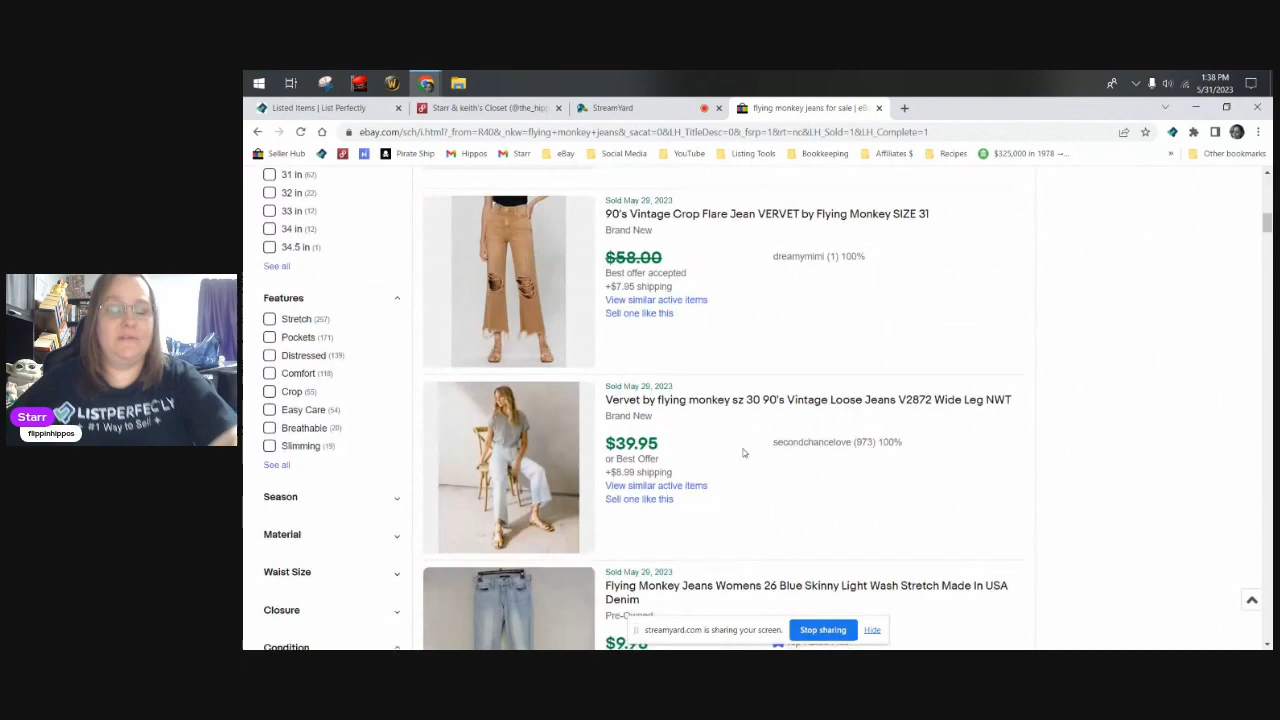 1:38 PM
5/31/2023
Listed Items | List Perfectly
Starr & keith's Closet (@the_hipp
StreamYard
flying monkey jeans for sale | eB
ebay.com/sch/i.html?_from=R40&_nkw=flying+monkey+jeans&_sacat=0&LH_TitleDesc=0&_fsrp=1&rt=nc&LH_Sold=1&LH_Complete=1
Seller Hub
Pirate Ship
Hippos
Starr
eBay
Social Media
YouTube
Listing Tools
Bookkeeping
Affiliates $
Recipes
$325,000 in 1978 →...
»
Other bookmarks
31 in (62)
32 in (22)
33 in (12)
34 in (12)
34.5 in (1)
See all
Features
Stretch (257)
Pockets (171)
Distressed (139)
Comfort (118)
Crop (55)
Easy Care (54)
Breathable (20)
Slimming (19)
See all
Season
Material
Waist Size
Closure
Condition
Sold May 29, 2023
90's Vintage Crop Flare Jean VERVET by Flying Monkey SIZE 31
Brand New
$58.00
Best offer accepted
+$7.95 shipping
View similar active items
Sell one like this
dreamymimi (1) 100%
Sold May 29, 2023
Vervet by flying monkey sz 30 90's Vintage Loose Jeans V2872 Wide Leg NWT
Brand New
$39.95
or Best Offer
+$8.99 shipping
View similar active items
Sell one like this
secondchancelove (973) 100%
Sold May 29, 2023
Flying Monkey Jeans Womens 26 Blue Skinny Light Wash Stretch Made In USA
Denim
Pre-Owned
streamyard.com is sharing your screen.
Stop sharing
Hide
LISTPERFECTLY
#1 Way to Sell
Starr
flippinhippos